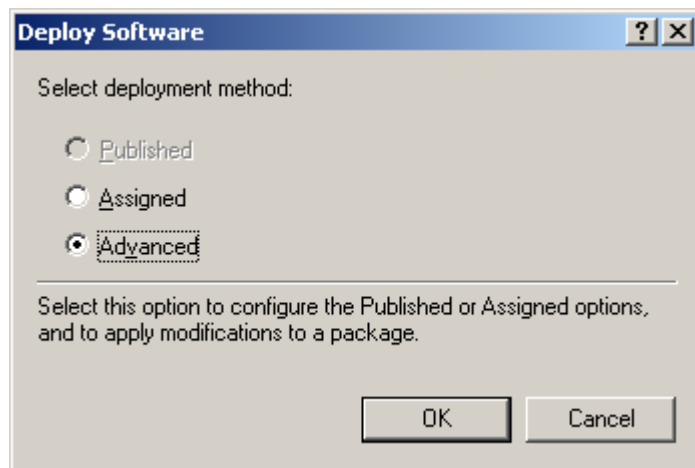 Deploy Software
Select deployment method:
Published
Assigned
Advanced
Select this option to configure the Published or Assigned options,
and to apply modifications to a package.
OK Cancel